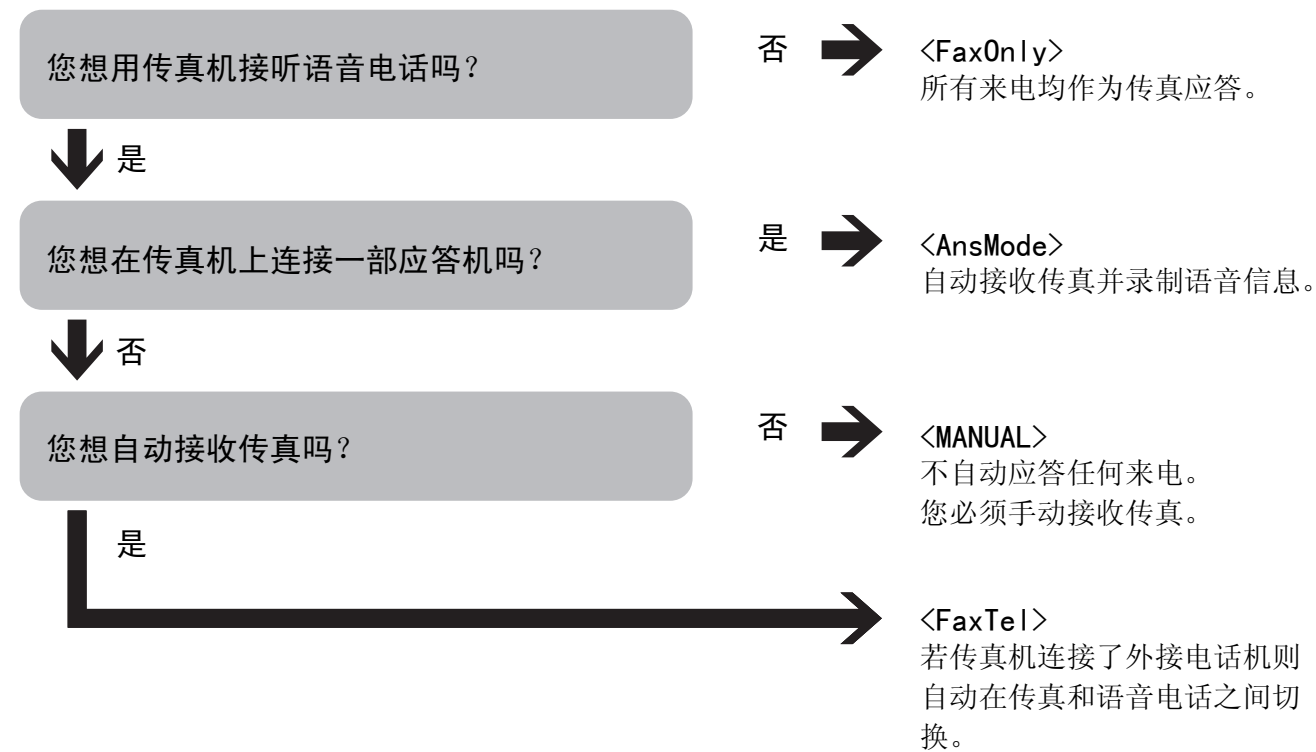 您想用传真机接听语音电话吗？
否
<FaxOnly>
所有来电均作为传真应答。
是
您想在传真机上连接一部应答机吗？
是
<AnsMode>
自动接收传真并录制语音信息。
否
您想自动接收传真吗？
否
<MANUAL>
不自动应答任何来电。
您必须手动接收传真。
是
<FaxTel>
若传真机连接了外接电话机则
自动在传真和语音电话之间切
换。